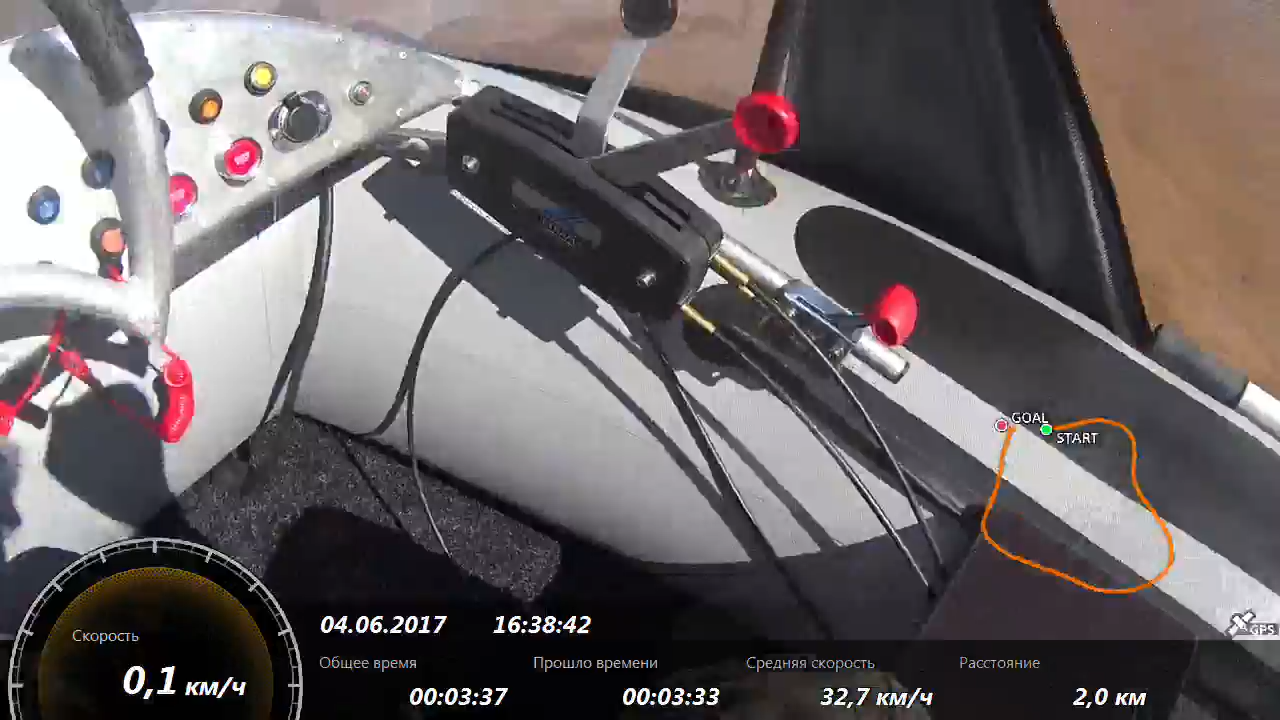 GOAL
START
GPS
Скорость
0,1 км/ч
04.06.2017 16:38:42
Общее время Прошло времени Средняя скорость Расстояние
00:03:37 00:03:33 32,7 км/ч 2,0 км